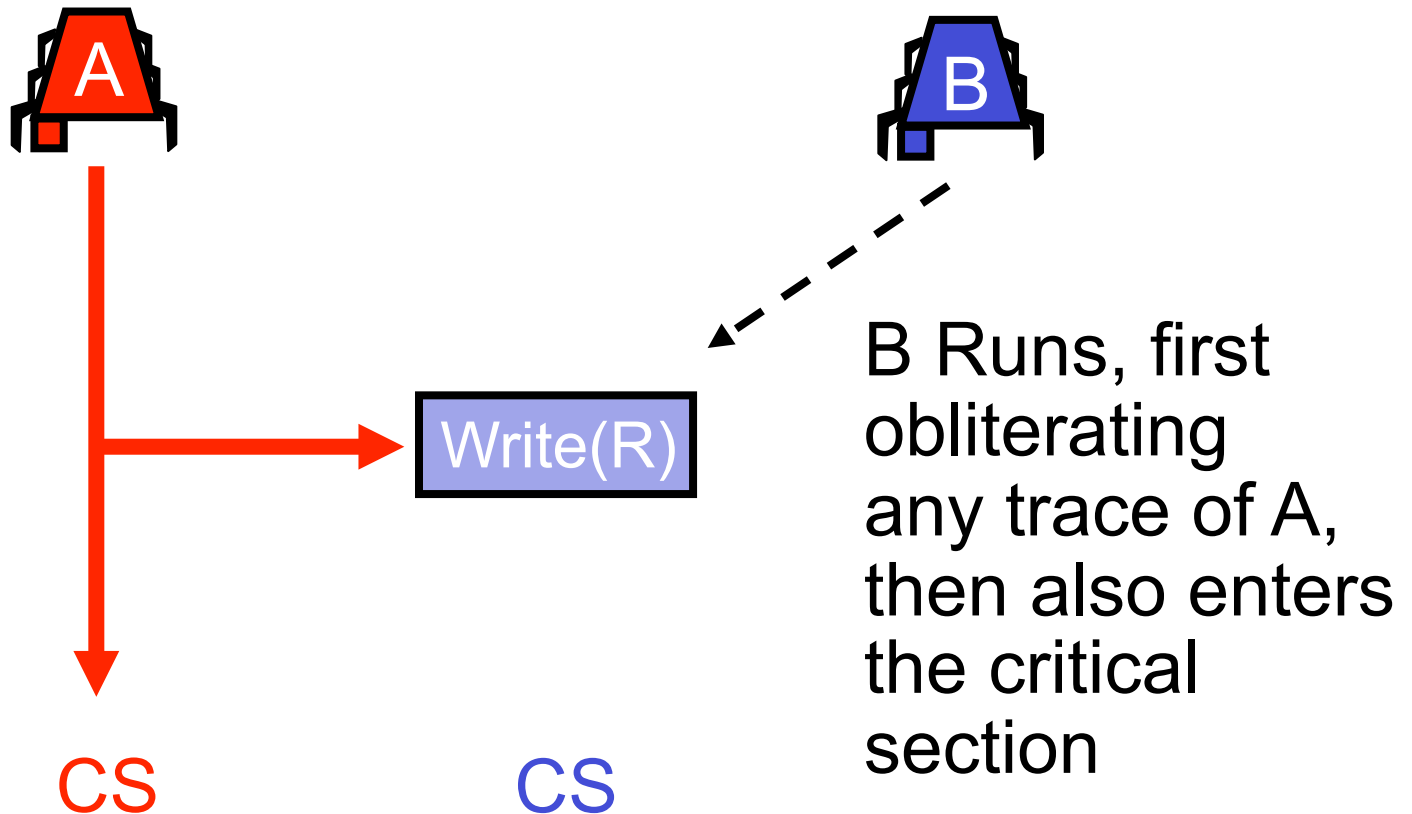 A
B
B Runs, first
obliterating
Write(R)
any trace of A,
then also enters
the critical
section
CS
CS